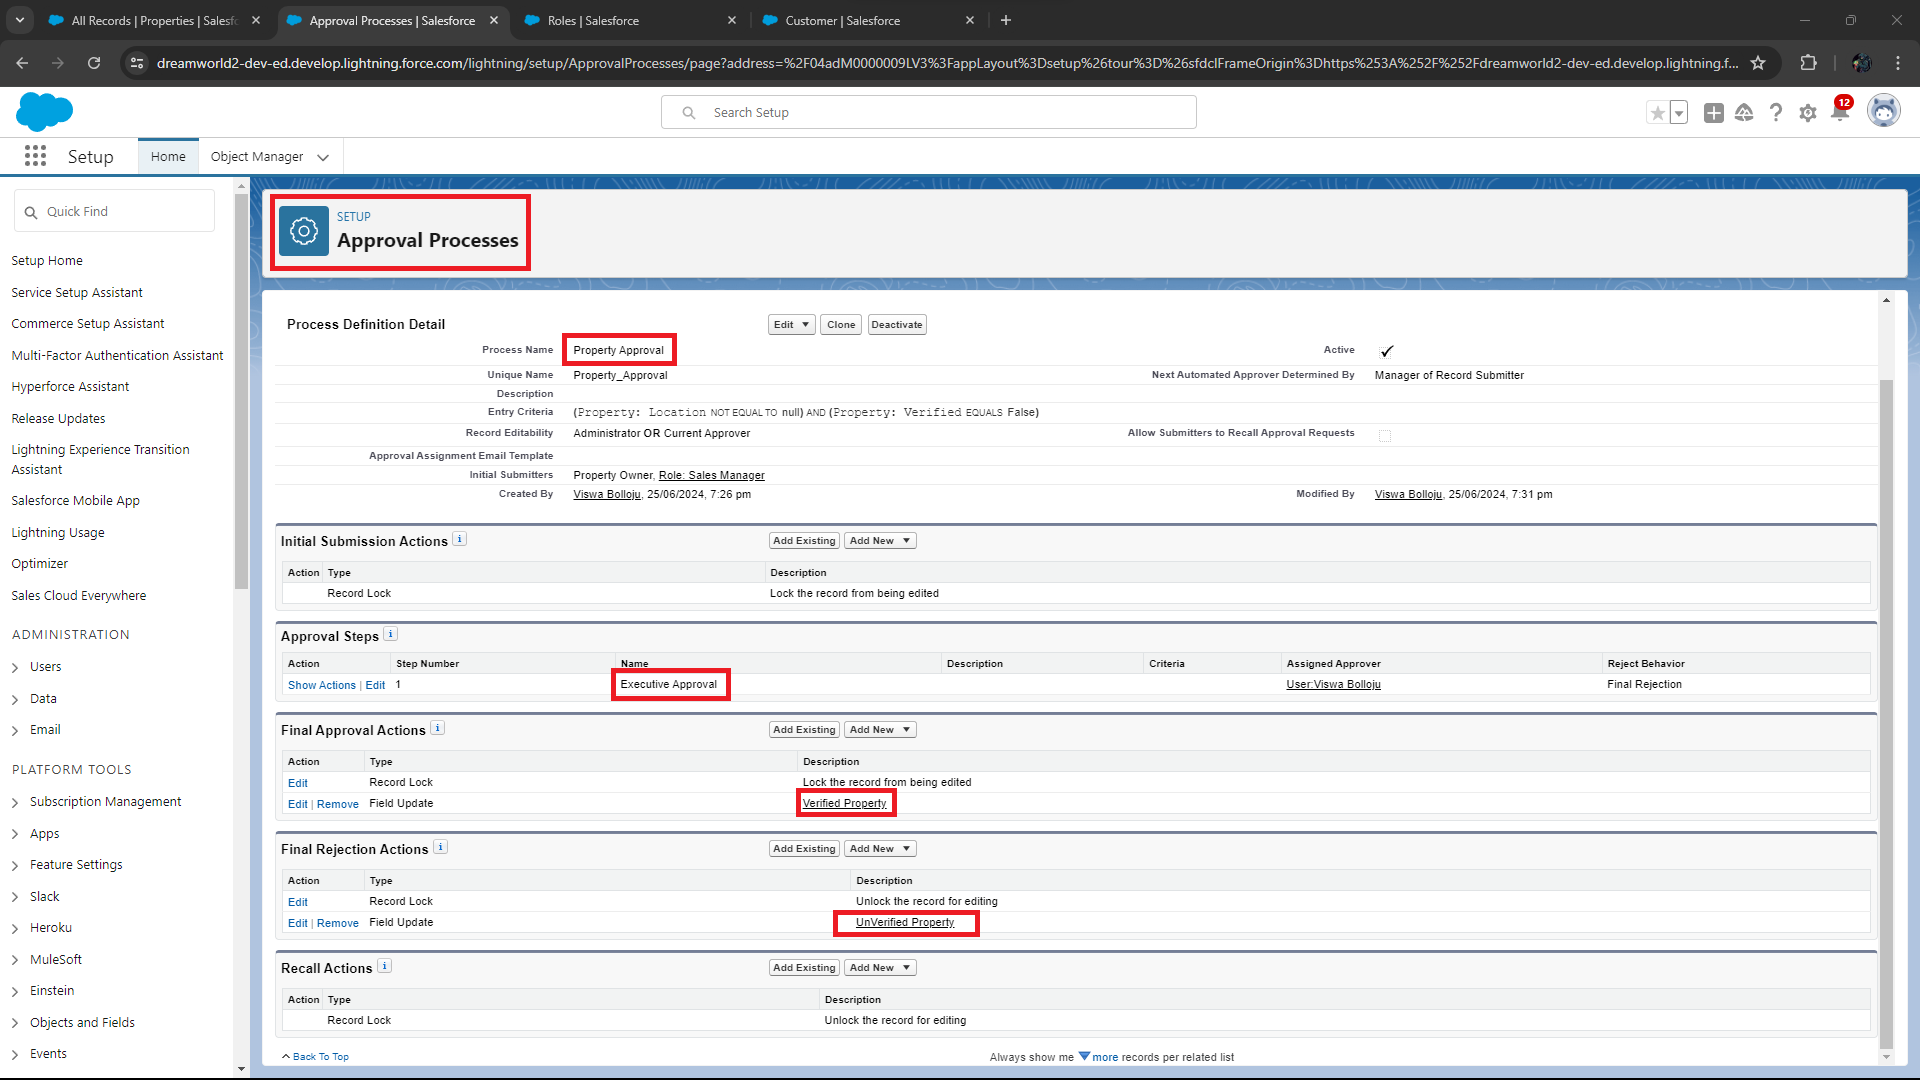 All Records | Properties | Salesf
Approval Processes | Salesforce
Roles | Salesforce
Customer | Salesforce
dreamworld2-dev-ed.develop.lightning.force.com/lightning/setup/ApprovalProcesses/page?address=%2F04adM0000009LV3%3FappLayout%3Dsetup%26tour%3D%26sfdcIFrameOrigin%3Dhttps%253A%252F%252Fdreamworld2-dev-ed.develop.lightning.f...
Search Setup
12
Setup
Home
Object Manager
Quick Find
Setup Home
Service Setup Assistant
Commerce Setup Assistant
Multi-Factor Authentication Assistant
Hyperforce Assistant
Release Updates
Lightning Experience Transition
Assistant
Salesforce Mobile App
Lightning Usage
Optimizer
Sales Cloud Everywhere
ADMINISTRATION
Users
Data
Email
PLATFORM TOOLS
Subscription Management
Apps
Feature Settings
Slack
Heroku
MuleSoft
Einstein
Objects and Fields
Events
SETUP
Approval Processes
Process Definition Detail Edit Clone Deactivate
Process Name Property Approval Active
Unique Name Property_Approval Next Automated Approver Determined By Manager of Record Submitter
Description
Entry Criteria (Property: Location NOT EQUAL TO null) AND (Property: Verified EQUALS False)
Record Editability Administrator OR Current Approver Allow Submitters to Recall Approval Requests
Approval Assignment Email Template
Initial Submitters Property Owner, Role: Sales Manager
Created By Viswa Bolloju, 25/06/2024, 7:26 pm Modified By Viswa Bolloju, 25/06/2024, 7:31 pm
Initial Submission Actions i Add Existing Add New
Action Type Description
Record Lock Lock the record from being edited
Approval Steps i
Action Step Number Name Description Criteria Assigned Approver Reject Behavior
Show Actions | Edit 1 Executive Approval User:Viswa Bolloju Final Rejection
Final Approval Actions i Add Existing Add New
Action Type Description
Edit Record Lock Lock the record from being edited
Edit | Remove Field Update Verified Property
Final Rejection Actions i Add Existing Add New
Action Type Description
Edit Record Lock Unlock the record for editing
Edit | Remove Field Update UnVerified Property
Recall Actions i Add Existing Add New
Action Type Description
Record Lock Unlock the record for editing
Back To Top Always show me more records per related list